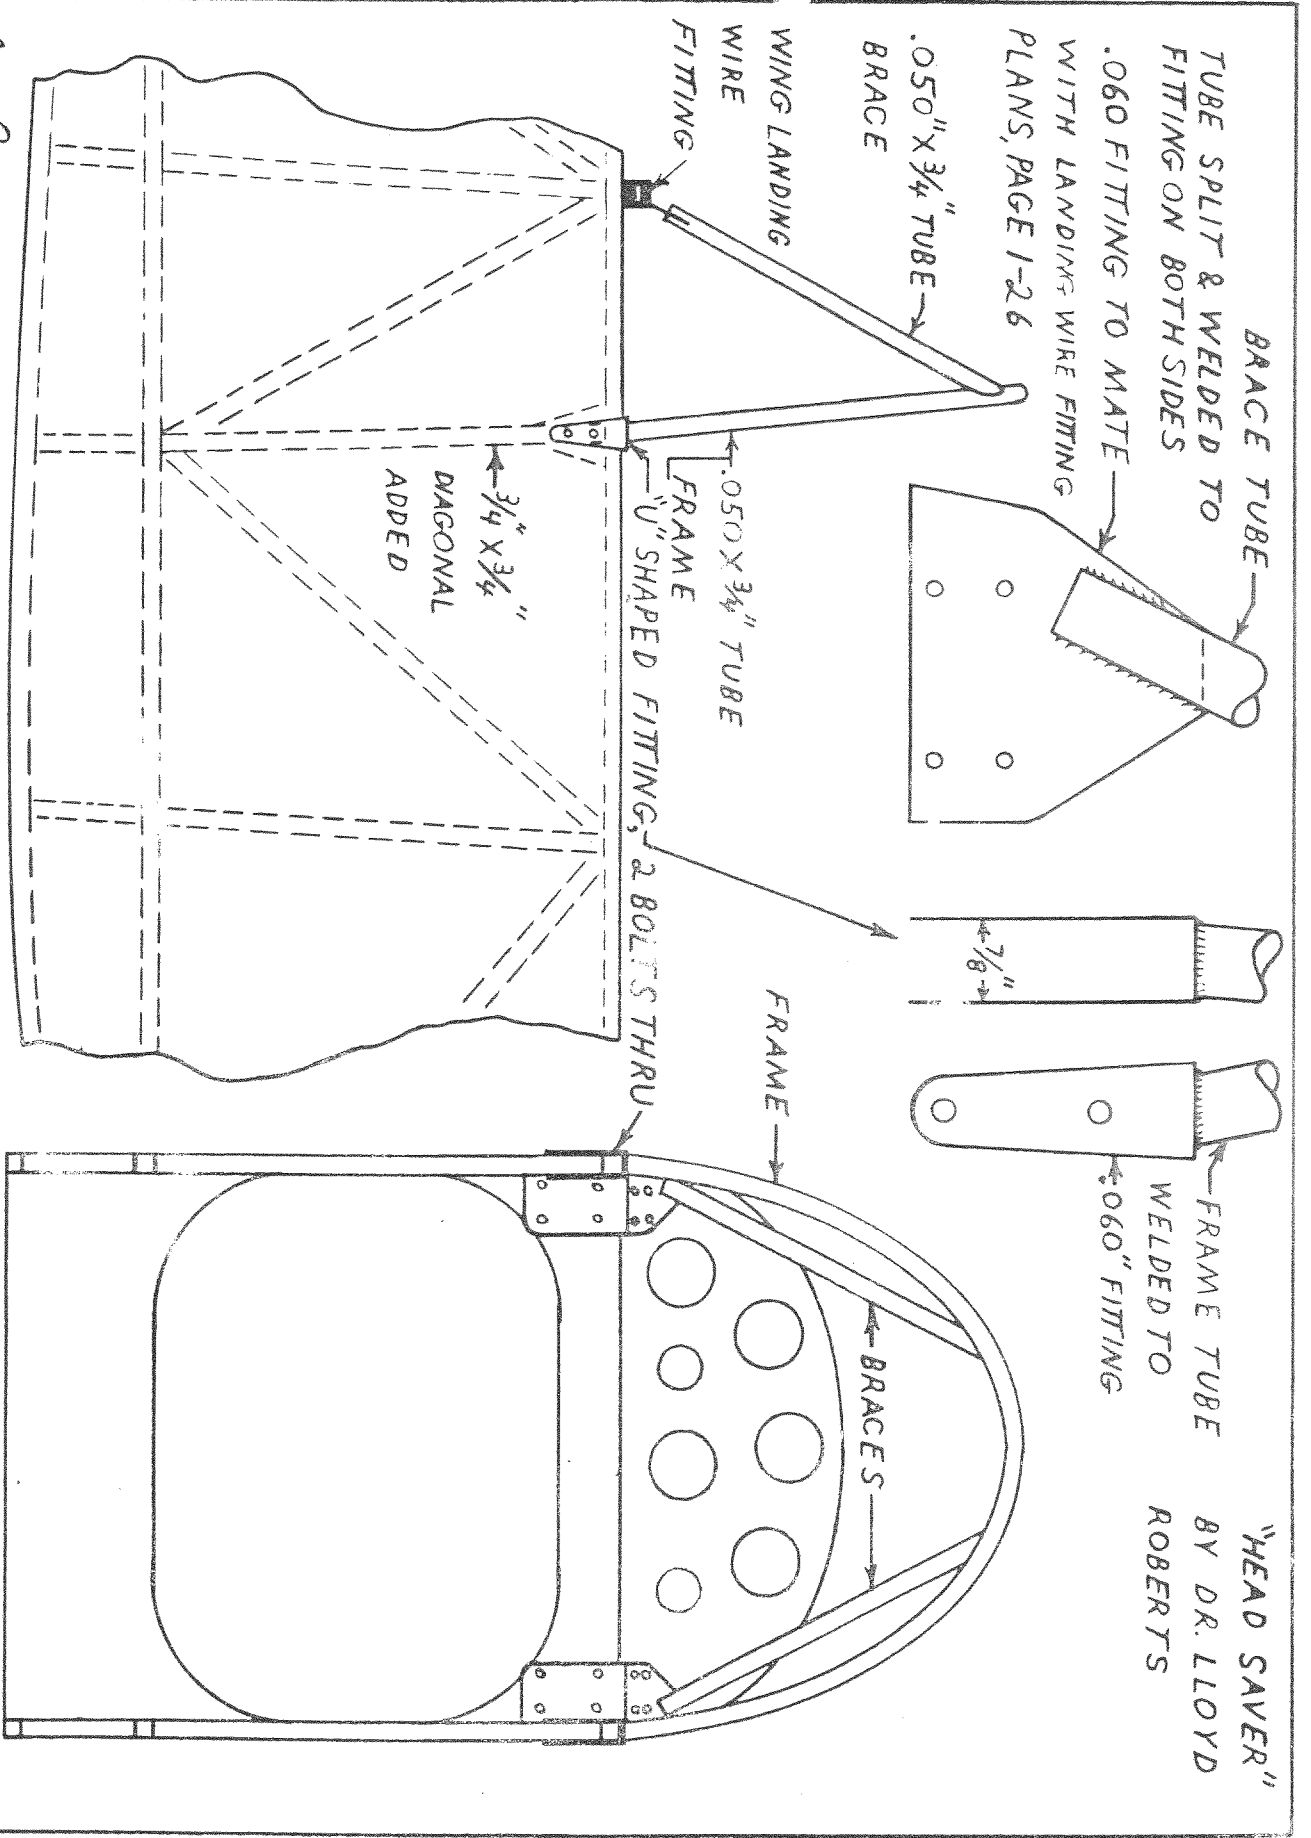 BRACE TUBE
TUBE SPLIT & WELDED TO
FITTING ON BOTH SIDES
.060 FITTING TO MATE
WITH LANDING WIRE FITTING
PLANS, PAGE 1-26
.050" X 3/4" TUBE
BRACE
WING LANDING
WIRE
FITTING
.050 X 3/4" TUBE
FRAME
"U" SHAPED FITTING, 2 BOLTS THRU
3/4" X 3/4"
DIAGONAL
ADDED
7/8"
FRAME TUBE
WELDED TO
.060" FITTING
"HEAD SAVER"
BY DR. LLOYD
ROBERTS
FRAME
BRACES